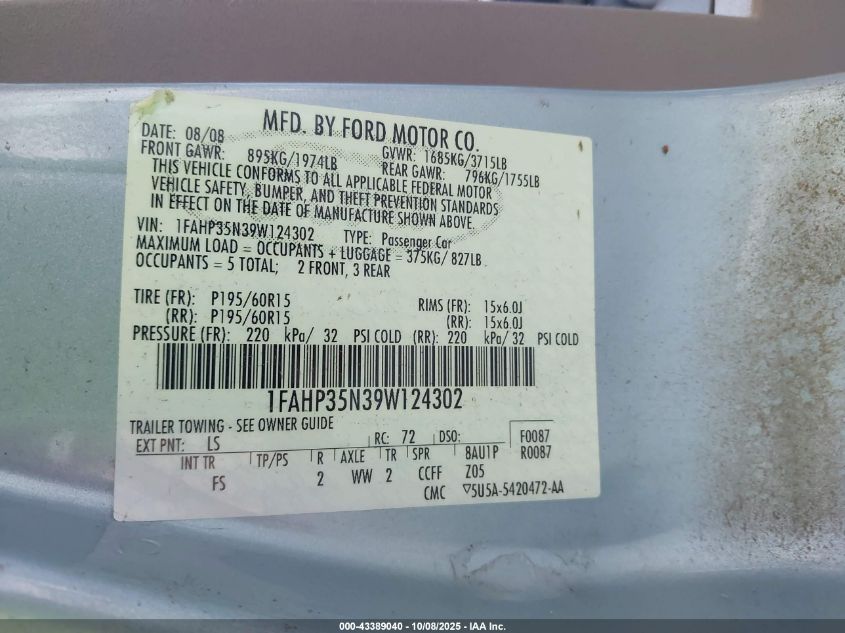 MFD. BY FORD MOTOR CO.
DATE: 08/08 GVWR: 1685KG/3715LB
FRONT GAWR: 895KG/1974LB REAR GAWR: 796KG/1755LB
THIS VEHICLE CONFORMS TO ALL APPLICABLE FEDERAL MOTOR
VEHICLE SAFETY, BUMPER, AND THEFT PREVENTION STANDARDS
IN EFFECT ON THE DATE OF MANUFACTURE SHOWN ABOVE.
VIN: 1FAHP35N39W124302 TYPE: Passenger Car
MAXIMUM LOAD = OCCUPANTS + LUGGAGE = 375KG/ 827LB
OCCUPANTS = 5 TOTAL; 2 FRONT, 3 REAR
TIRE (FR): P195/60R15 RIMS (FR): 15x6.0J
(RR): P195/60R15 (RR): 15x6.0J
PRESSURE (FR): 220 kPa/ 32 PSI COLD (RR): 220 kPa/ 32 PSI COLD
1FAHP35N39W124302
TRAILER TOWING - SEE OWNER GUIDE
EXT PNT: LS RC: 72 DSO: F0087
INT TR TP/PS R AXLE TR SPR 8AU1P R0087
FS 2 WW 2 CCFF Z05
CMC ▽5U5A-5420472-AA
000-43389040 - 10/08/2025 - IAA Inc.